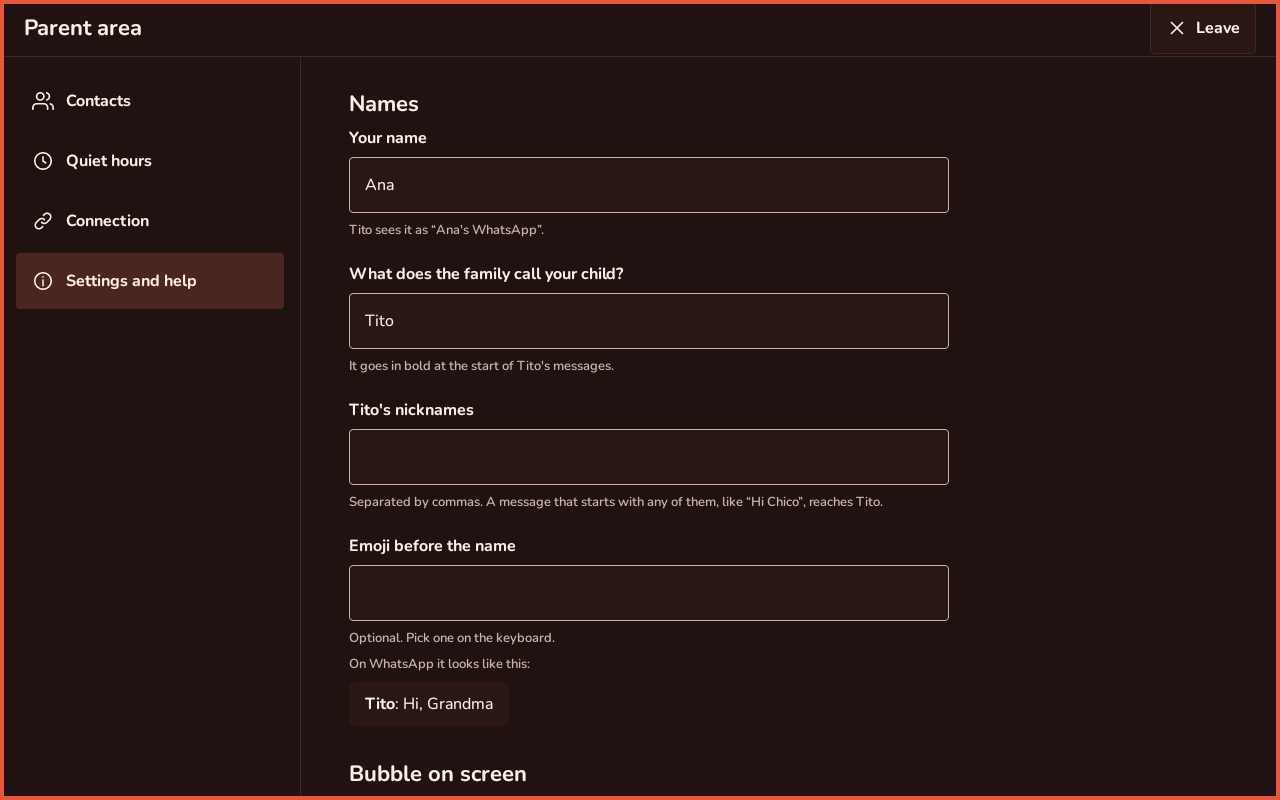 Parent area
Leave
Contacts
Quiet hours
Connection
Settings and help
Names
Your name
Ana
Tito sees it as “Ana's WhatsApp”.
What does the family call your child?
Tito
It goes in bold at the start of Tito's messages.
Tito's nicknames
Separated by commas. A message that starts with any of them, like “Hi Chico”, reaches Tito.
Emoji before the name
Optional. Pick one on the keyboard.
On WhatsApp it looks like this:
Tito: Hi, Grandma
Bubble on screen